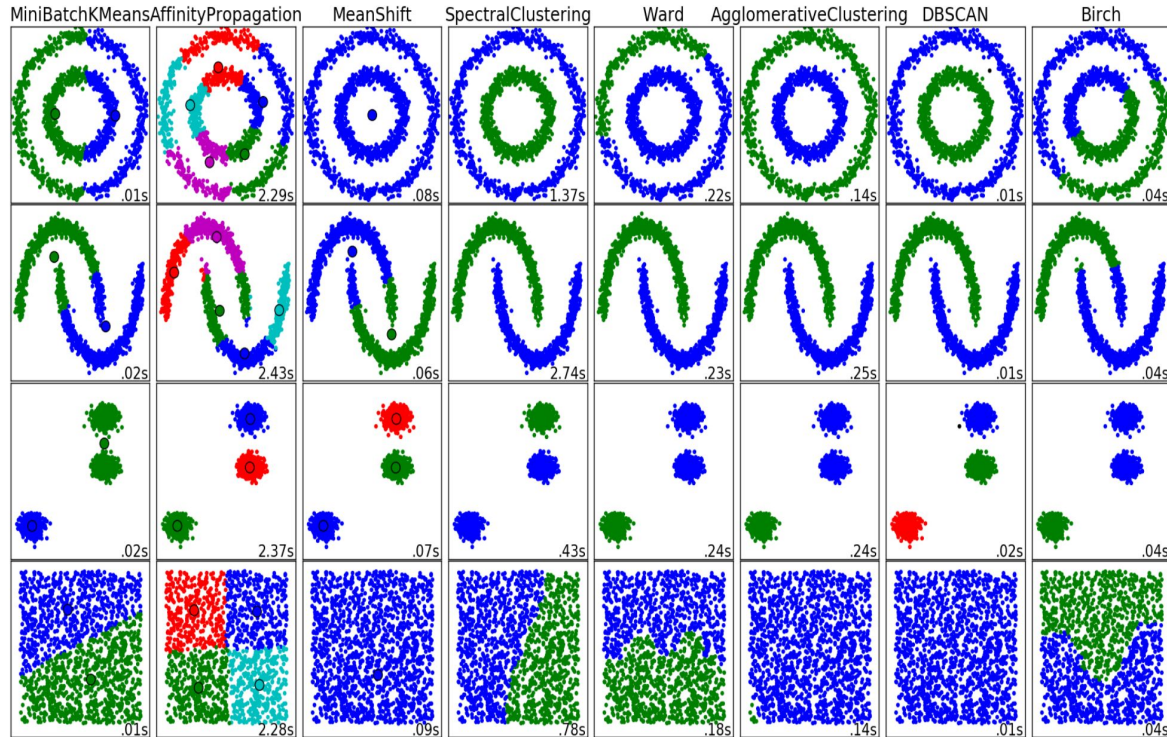 MiniBatchKMeans AffinityPropagation MeanShift SpectralClustering Ward AgglomerativeClustering DBSCAN Birch
.01s 2.29s .08s 1.37s .22s .14s .01s .04s
.02s 2.43s .06s 2.74s .23s .25s .01s .04s
.02s 2.37s .07s .43s .24s .24s .02s .04s
.01s 2.28s .09s .78s .18s .14s .01s .04s